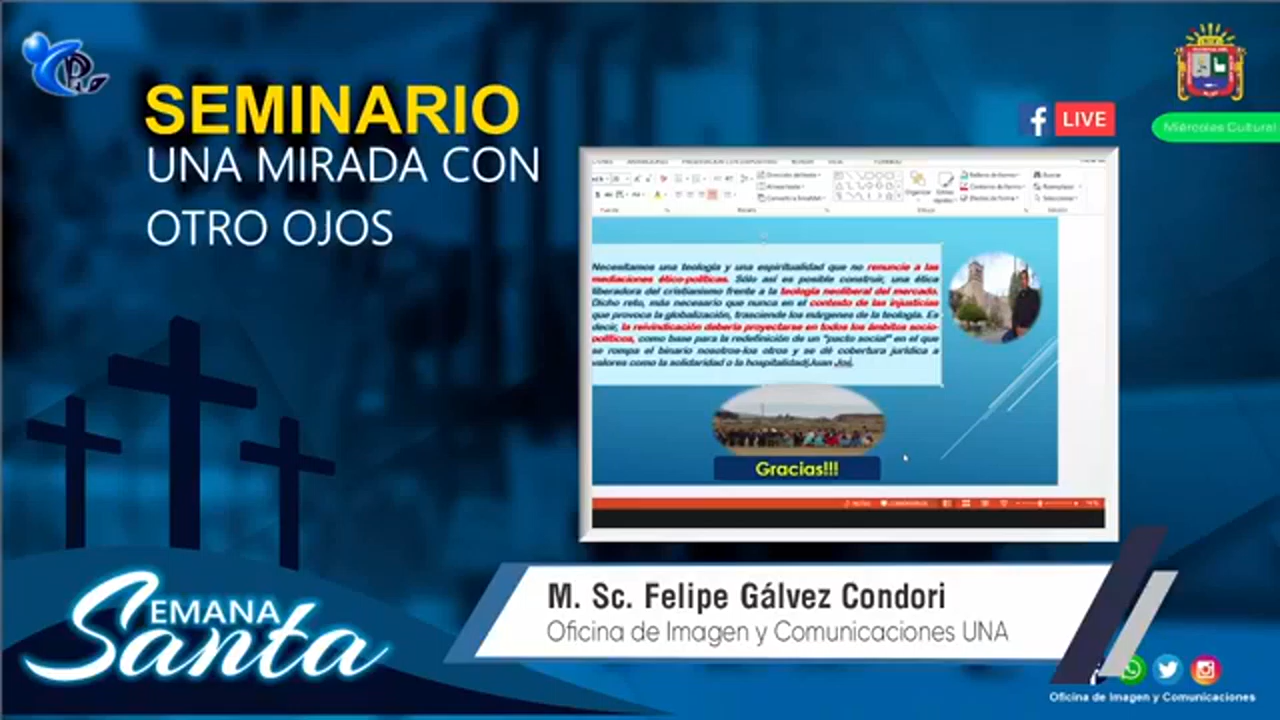 SEMINARIO
UNA MIRADA CON
OTRO OJOS
LIVE
Miércoles Cultural
Necesitamos una teología y una espiritualidad que no renuncie a las
mediaciones ético-políticas. Sólo así es posible construir, una ética
liberadora del cristianismo frente a la teología neoliberal del mercado.
Dicho reto, más necesario que nunca en el contexto de las injusticias
que provoca la globalización, trasciende los márgenes de la teología. Es
decir, la reivindicación debería proyectarse en todos los ámbitos socio-
políticos, como base para la redefinición de un "pacto social" en el que
se rompa el binario nosotros-los otros y se dé cobertura jurídica a
valores como la solidaridad o la hospitalidad(Juan José.
Gracias!!!
SEMANA
Santa
M. Sc. Felipe Gálvez Condori
Oficina de Imagen y Comunicaciones UNA
Oficina de Imagen y Comunicaciones